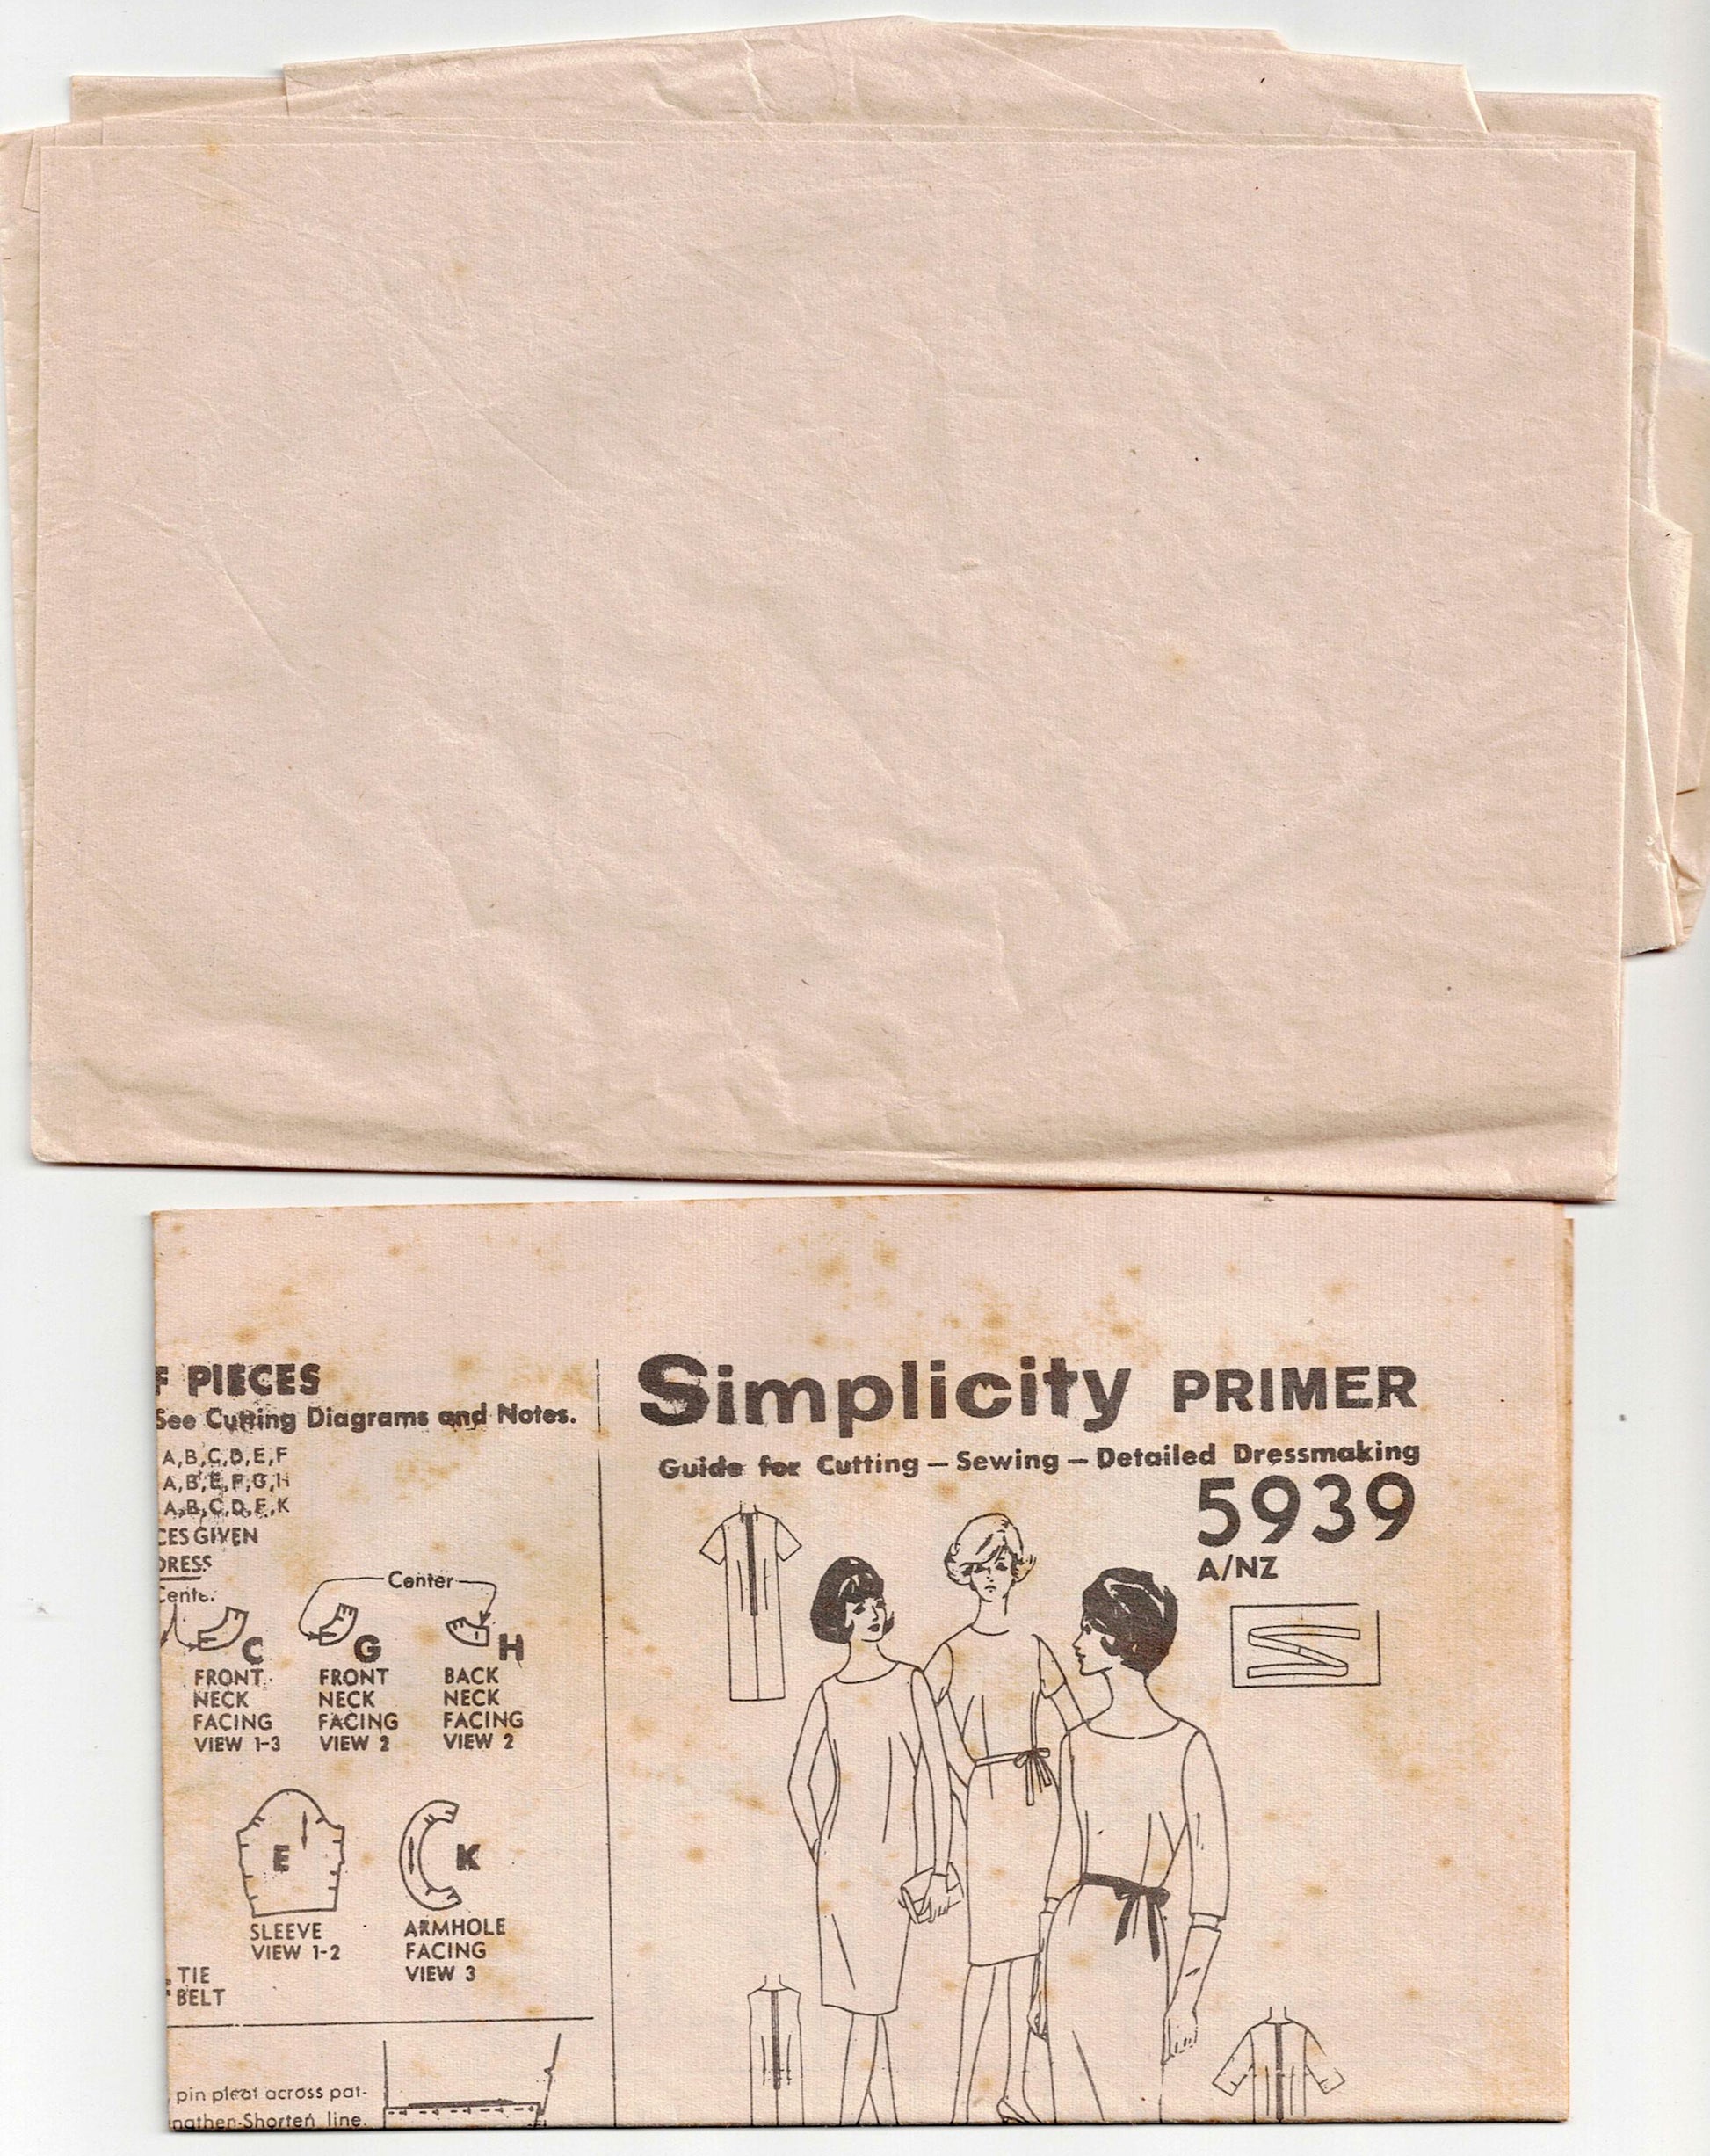 F PIECES
See Cutting Diagrams and Notes.
A,B,C,D,E,F
A,B,E,F,G,H
A,B,C,D,F,K
CES GIVEN
DRESS
Center
Center
C
G
H
FRONT NECK FACING VIEW 1-3
FRONT NECK FACING VIEW 2
BACK NECK FACING VIEW 2
E
K
SLEEVE VIEW 1-2
ARMHOLE FACING VIEW 3
TIE
BELT
pin pleat across pat-
ngthen-Shorten line.
Simplicity PRIMER
Guide for Cutting — Sewing — Detailed Dressmaking
5939
A/NZ